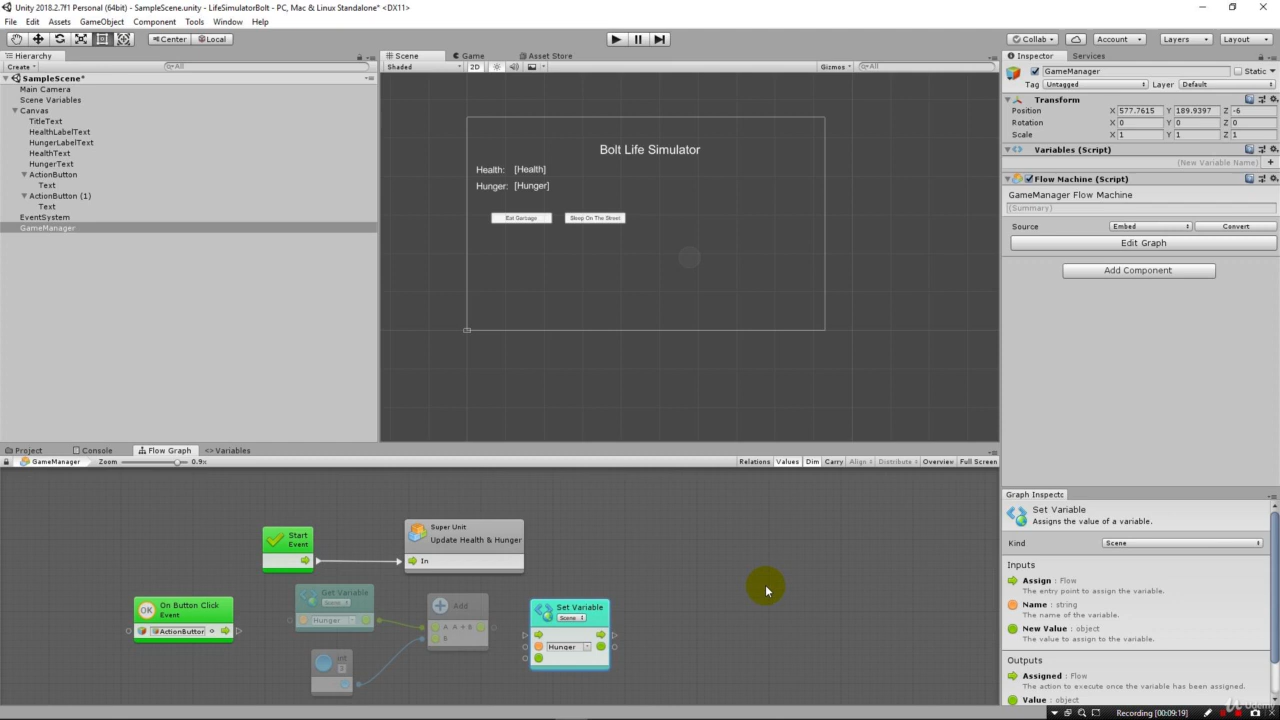 Unity 2018.2.7f1 Personal (64bit) - SampleScene.unity - LifeSimulatorBolt - PC, Mac & Linux Standalone* <DX11>
File Edit Assets GameObject Component Tools Window Help
Center Local Collab Account Layers Layout
Hierarchy
Create All
SampleScene*
Main Camera
Scene Variables
Canvas
TitleText
HealthLabelText
HungerLabelText
HealthText
HungerText
ActionButton
Text
ActionButton (1)
Text
EventSystem
GameManager
Scene Game Asset Store
Shaded 2D Gizmos All
Bolt Life Simulator
Health: [Health]
Hunger: [Hunger]
Eat Garbage Sleep On The Street
Inspector Services
GameManager Static
Tag Untagged Layer Default
Transform
Position X 577.7615 Y 189.9397 Z -6
Rotation X 0 Y 0 Z 0
Scale X 1 Y 1 Z 1
Variables (Script)
(New Variable Name)
Flow Machine (Script)
GameManager Flow Machine
(Summary)
Source Embed Convert
Edit Graph
Add Component
Project Console Flow Graph <> Variables
GameManager Zoom 0.9x Relations Values Dim Carry Align Distribute Overview Full Screen
Start
Event
Super Unit
Update Health & Hunger
In
OK
On Button Click
Event
ActionButtor
Get Variable
Scene
Hunger
Add
A A + B
B
int
Set Variable
Scene
Hunger
Graph Inspectc
Set Variable
Assigns the value of a variable.
Kind Scene
Inputs
Assign : Flow
The entry point to assign the variable.
Name : string
The name of the variable.
New Value : object
The value to assign to the variable.
Outputs
Assigned : Flow
The action to execute once the variable has been assigned.
Value : object
Recording [00:09:19]
Udemy